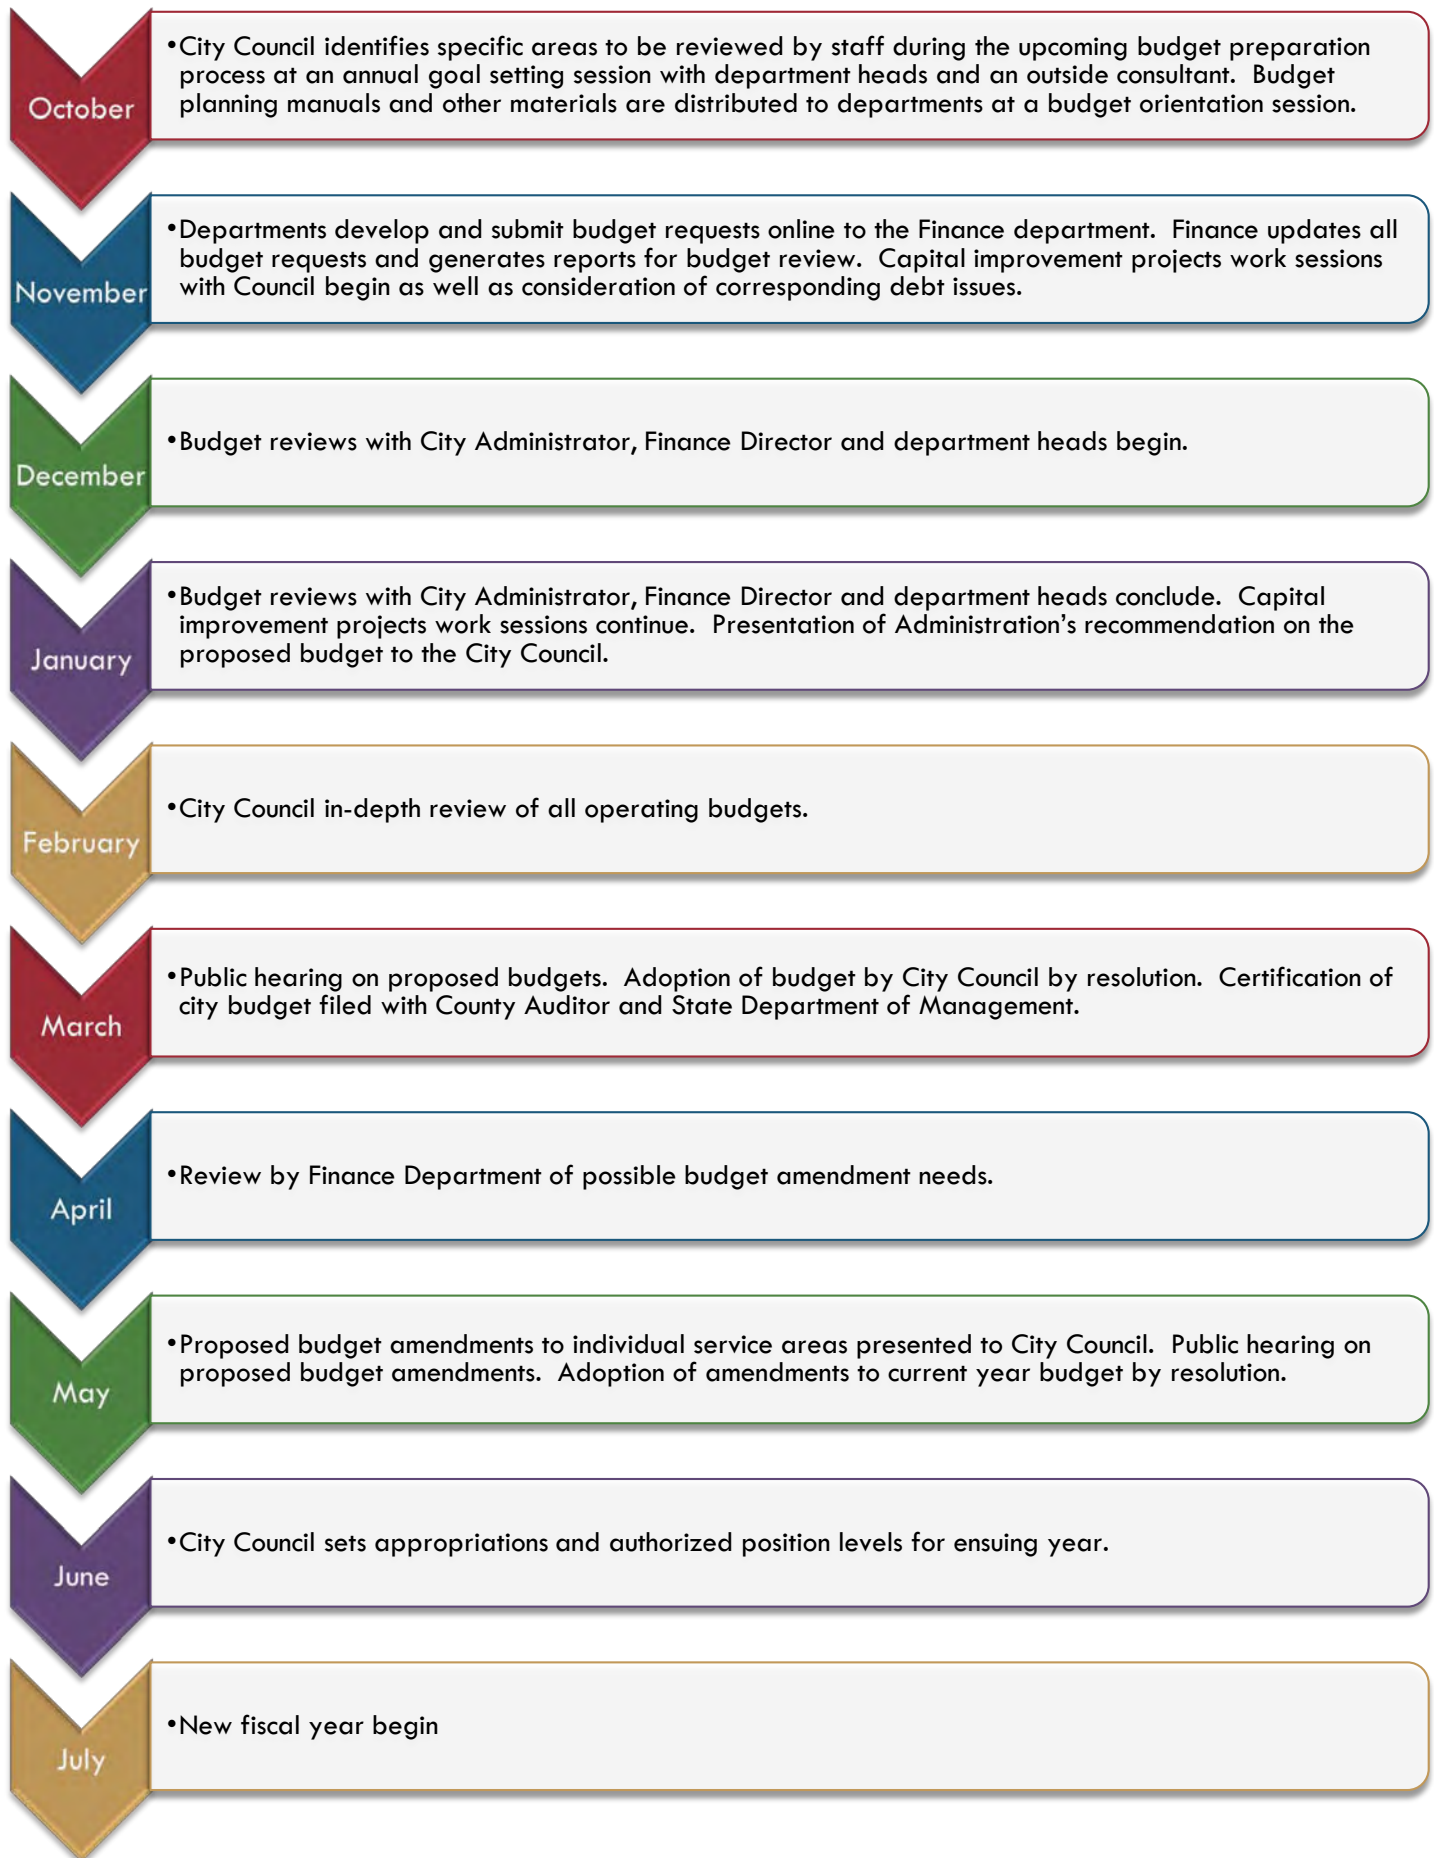 •City Council identifies specific areas to be reviewed by staff during the upcoming budget preparation
process at an annual goal setting session with department heads and an outside consultant.  Budget
planning manuals and other materials are distributed to departments at a budget orientation session.
October
•Departments develop and submit budget requests online to the Finance department.  Finance updates all
budget requests and generates reports for budget review.  Capital improvement projects work sessions
with Council begin as well as consideration of corresponding debt issues.
November
•Budget reviews with City Administrator, Finance Director and department heads begin.
December
•Budget reviews with City Administrator, Finance Director and department heads conclude.  Capital
improvement projects work sessions continue.  Presentation of Administration’s recommendation on the
proposed budget to the City Council.
January
•City Council in-depth review of all operating budgets.
February
•Public hearing on proposed budgets.  Adoption of budget by City Council by resolution.  Certification of
city budget filed with County Auditor and State Department of Management.
March
•Review by Finance Department of possible budget amendment needs.
April
•Proposed budget amendments to individual service areas presented to City Council.  Public hearing on
proposed budget amendments.  Adoption of amendments to current year budget by resolution.
May
•City Council sets appropriations and authorized position levels for ensuing year.
June
•New fiscal year begin
July